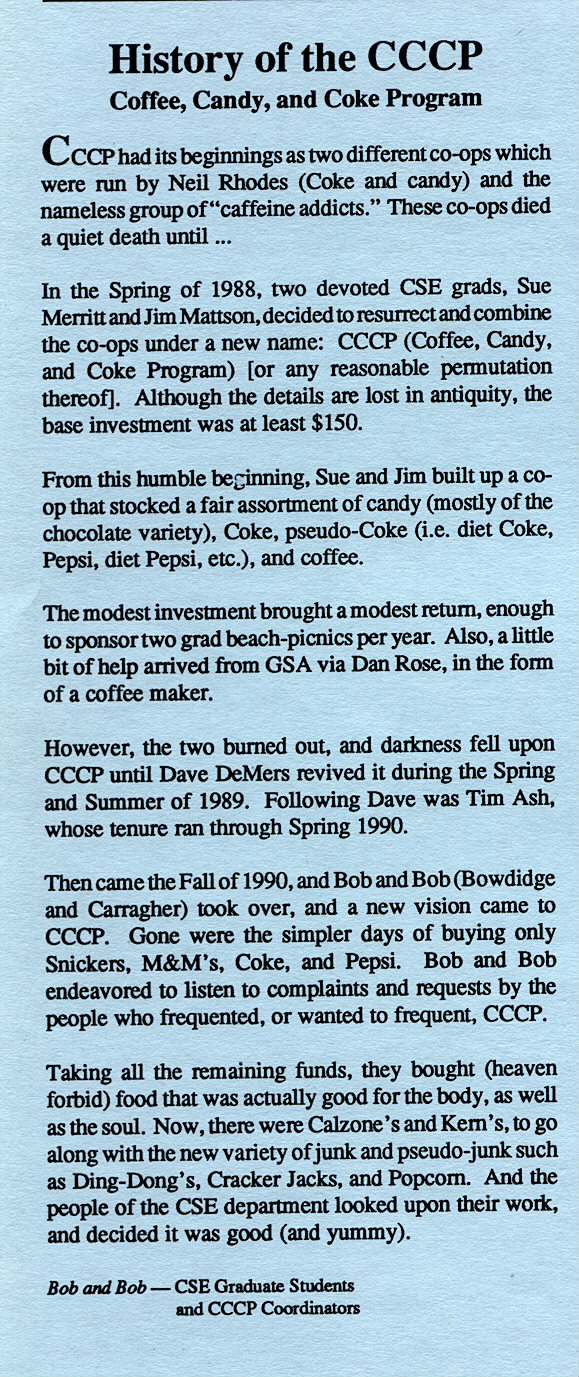 History of the CCCP
Coffee, Candy, and Coke Program
CCCP had its beginnings as two different co-ops which
were run by Neil Rhodes (Coke and candy) and the
nameless group of “caffeine addicts.” These co-ops died
a quiet death until ...
In the Spring of 1988, two devoted CSE grads, Sue
Merritt and Jim Mattson, decided to resurrect and combine
the co-ops under a new name: CCCP (Coffee, Candy,
and Coke Program) [or any reasonable permutation
thereof]. Although the details are lost in antiquity, the
base investment was at least $150.
From this humble beginning, Sue and Jim built up a co-
op that stocked a fair assortment of candy (mostly of the
chocolate variety), Coke, pseudo-Coke (i.e. diet Coke,
Pepsi, diet Pepsi, etc.), and coffee.
The modest investment brought a modest return, enough
to sponsor two grad beach-picnics per year. Also, a little
bit of help arrived from GSA via Dan Rose, in the form
of a coffee maker.
However, the two burned out, and darkness fell upon
CCCP until Dave DeMers revived it during the Spring
and Summer of 1989. Following Dave was Tim Ash,
whose tenure ran through Spring 1990.
Then came the Fall of 1990, and Bob and Bob (Bowdidge
and Carragher) took over, and a new vision came to
CCCP. Gone were the simpler days of buying only
Snickers, M&M's, Coke, and Pepsi. Bob and Bob
endeavored to listen to complaints and requests by the
people who frequented, or wanted to frequent, CCCP.
Taking all the remaining funds, they bought (heaven
forbid) food that was actually good for the body, as well
as the soul. Now, there were Calzone's and Kern's, to go
along with the new variety of junk and pseudo-junk such
as Ding-Dong's, Cracker Jacks, and Popcorn. And the
people of the CSE department looked upon their work,
and decided it was good (and yummy).
Bob and Bob — CSE Graduate Students
and CCCP Coordinators